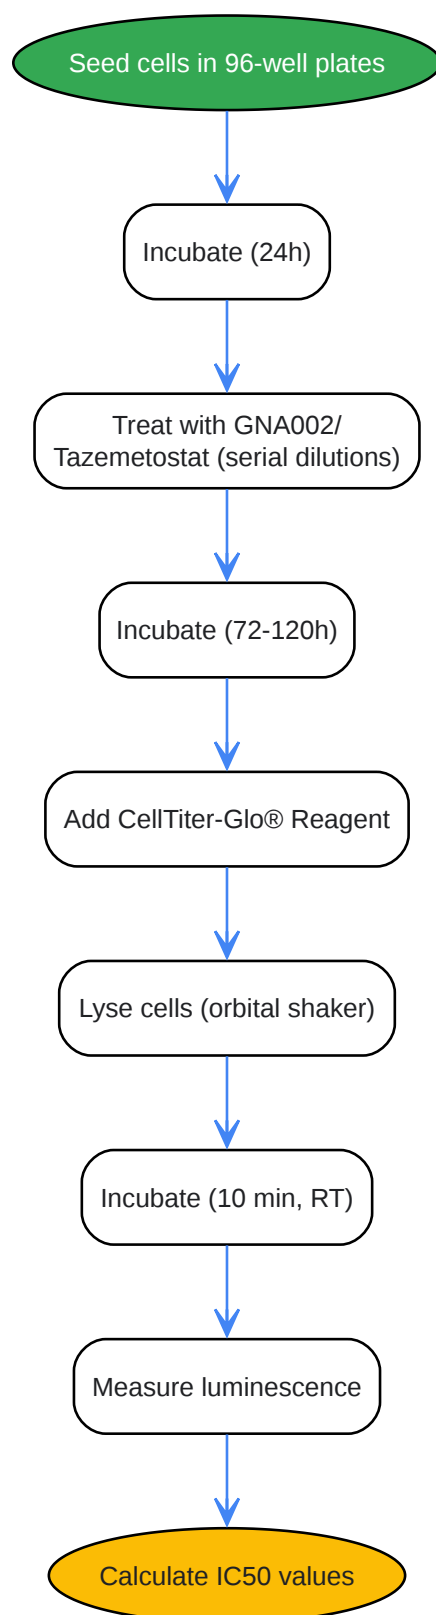 Seed cells in 96-well plates
Incubate (24h)
Treat with GNA002/
Tazemetostat (serial dilutions)
Incubate (72-120h)
Add CellTiter-Glo® Reagent
Lyse cells (orbital shaker)
Incubate (10 min, RT)
Measure luminescence
Calculate IC50 values